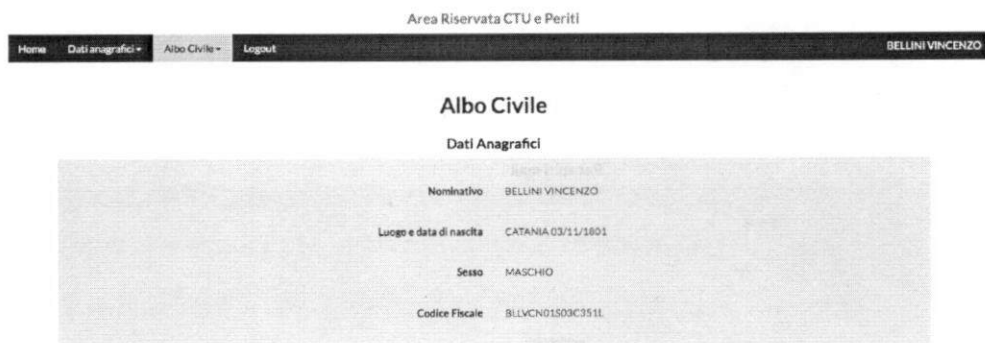 Area Riservata CTU e Periti
Home Dati anagrafici Albo Civile Logout BELLINI VINCENZO
Albo Civile
Dati Anagrafici
Nominativo BELLINI VINCENZO
Luogo e data di nascita CATANIA 03/11/1801
Sesso MASCHIO
Codice Fiscale BLLVCN01S03C351L